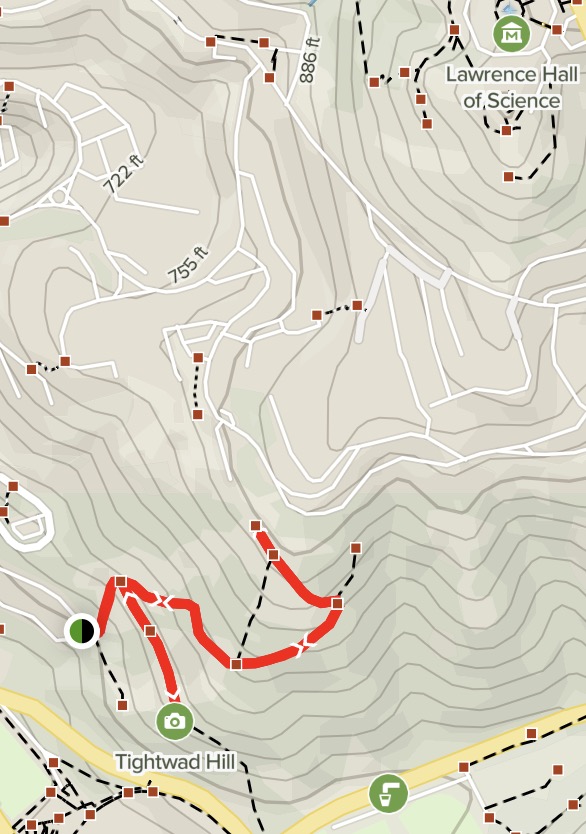 886 ft
Lawrence Hall
of Science
722 ft
755 ft
Tightwad Hill